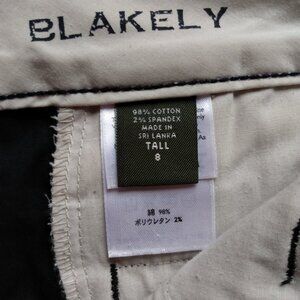 BLAKELY
98% COTTON
2% SPANDEX
MADE IN
SRI LANKA
TALL
8
綿 98%
ポリウレタン 2%